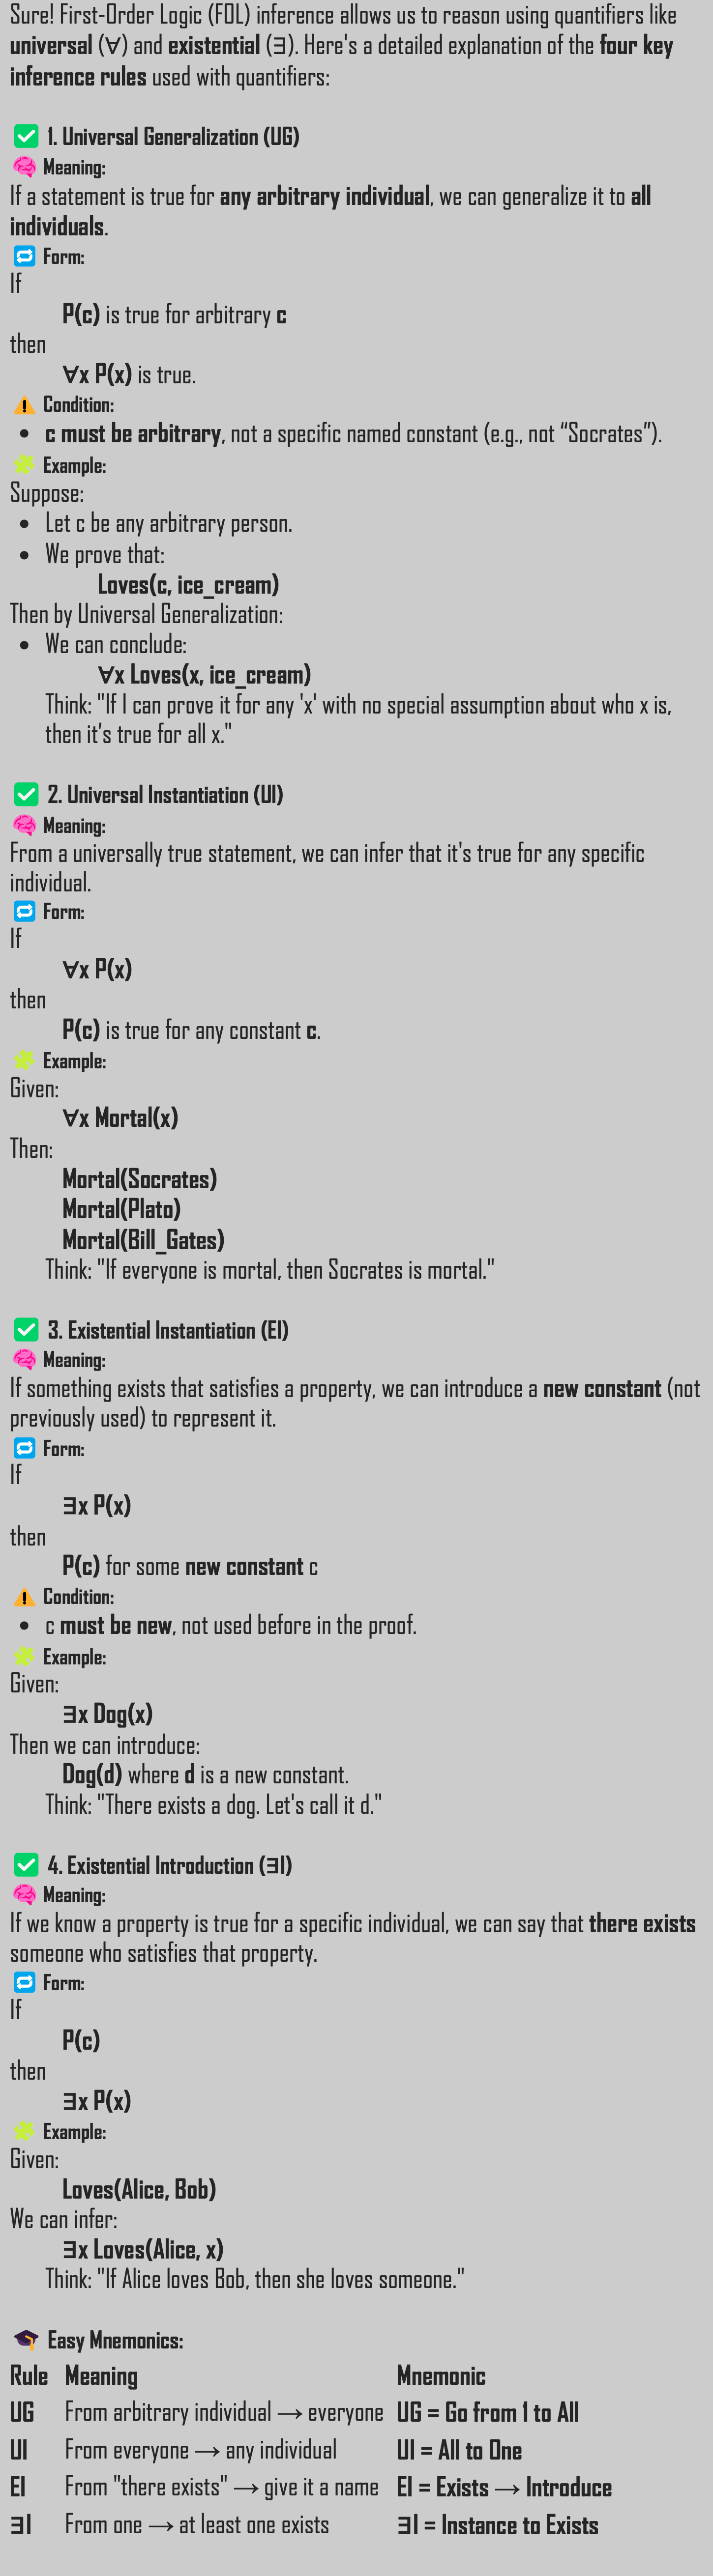 Sure! First-Order Logic (FOL) inference allows us to reason using quantifiers like
universal (∀) and existential (∃). Here's a detailed explanation of the four key
inference rules used with quantifiers:
✅ 1. Universal Generalization (UG)
🧠 Meaning:
If a statement is true for any arbitrary individual, we can generalize it to all
individuals.
🔁 Form:
If
P(c) is true for arbitrary c
then
∀x P(x) is true.
⚠️ Condition:
• c must be arbitrary, not a specific named constant (e.g., not “Socrates”).
🧩 Example:
Suppose:
• Let c be any arbitrary person.
• We prove that:
Loves(c, ice_cream)
Then by Universal Generalization:
• We can conclude:
∀x Loves(x, ice_cream)
Think: "If I can prove it for any 'x' with no special assumption about who x is,
then it’s true for all x."
✅ 2. Universal Instantiation (UI)
🧠 Meaning:
From a universally true statement, we can infer that it's true for any specific
individual.
🔁 Form:
If
∀x P(x)
then
P(c) is true for any constant c.
🧩 Example:
Given:
∀x Mortal(x)
Then:
Mortal(Socrates)
Mortal(Plato)
Mortal(Bill_Gates)
Think: "If everyone is mortal, then Socrates is mortal."
✅ 3. Existential Instantiation (EI)
🧠 Meaning:
If something exists that satisfies a property, we can introduce a new constant (not
previously used) to represent it.
🔁 Form:
If
∃x P(x)
then
P(c) for some new constant c
⚠️ Condition:
• c must be new, not used before in the proof.
🧩 Example:
Given:
∃x Dog(x)
Then we can introduce:
Dog(d) where d is a new constant.
Think: "There exists a dog. Let's call it d."
✅ 4. Existential Introduction (∃I)
🧠 Meaning:
If we know a property is true for a specific individual, we can say that there exists
someone who satisfies that property.
🔁 Form:
If
P(c)
then
∃x P(x)
🧩 Example:
Given:
Loves(Alice, Bob)
We can infer:
∃x Loves(Alice, x)
Think: "If Alice loves Bob, then she loves someone."
🎓 Easy Mnemonics:
Rule Meaning Mnemonic
UG From arbitrary individual → everyone UG = Go from 1 to All
UI From everyone → any individual UI = All to One
EI From "there exists" → give it a name EI = Exists → Introduce
∃I From one → at least one exists ∃I = Instance to Exists